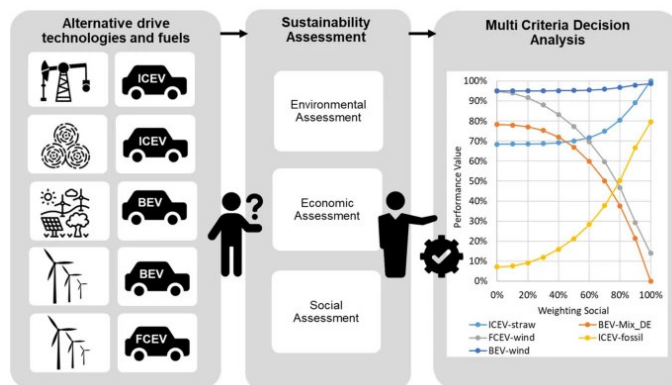 Alternative drive
technologies and fuels
ICEV
ICEV
BEV
BEV
FCEV
?
Sustainability
Assessment
Environmental
Assessment
Economic
Assessment
Social
Assessment
Multi Criteria Decision
Analysis
Performance Value
100%
90%
80%
70%
60%
50%
40%
30%
20%
10%
0%
0% 20% 40% 60% 80% 100%
Weighting Social
ICEV-straw BEV-Mix_DE
FCEV-wind ICEV-fossil
BEV-wind